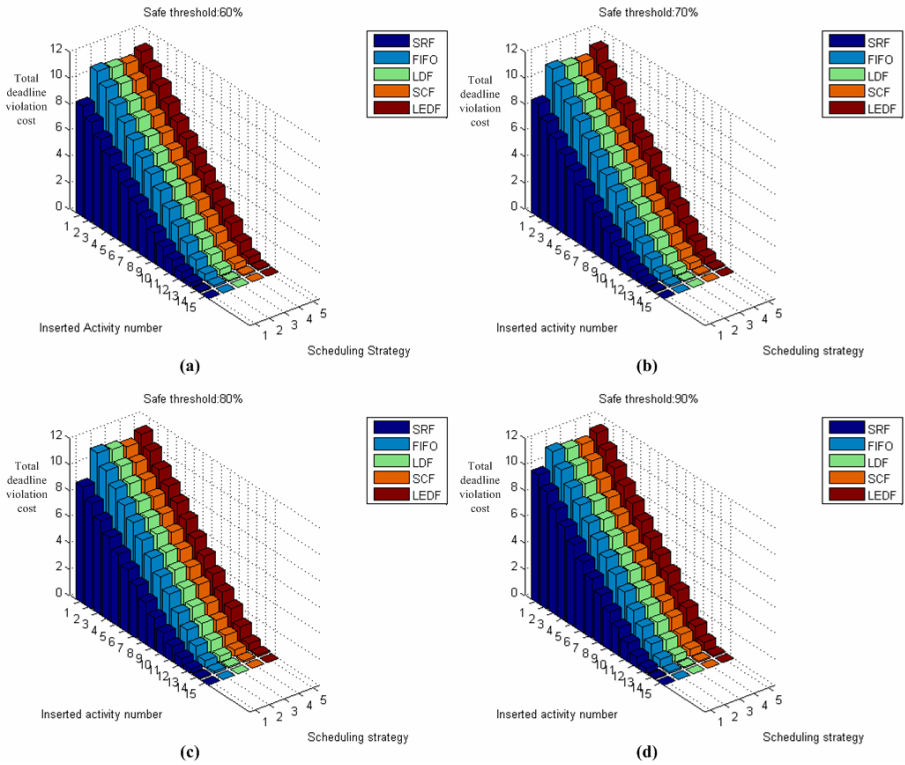 Safe threshold:60%
Total
deadline
violation
cost
12
10
8
6
4
2
0
1
2
3
4
5
6
7
8
9
10
11
12
13
14
15
1
2
3
4
5
Inserted Activity number
Scheduling Strategy
SRF
FIFO
LDF
SCF
LEDF
(a)
Safe threshold:70%
Total
deadline
violation
cost
12
10
8
6
4
2
0
1
2
3
4
5
6
7
8
9
10
11
12
13
14
15
1
2
3
4
5
Inserted activity number
Scheduling strategy
SRF
FIFO
LDF
SCF
LEDF
(b)
Safe threshold:80%
Total
deadline
violation
cost
12
10
8
6
4
2
0
1
2
3
4
5
6
7
8
9
10
11
12
13
14
15
1
2
3
4
5
Inserted activity number
Scheduling strategy
SRF
FIFO
LDF
SCF
LEDF
(c)
Safe threshold:90%
Total
deadline
violation
cost
12
10
8
6
4
2
0
1
2
3
4
5
6
7
8
9
10
11
12
13
14
15
1
2
3
4
5
Inserted activity number
Scheduling strategy
SRF
FIFO
LDF
SCF
LEDF
(d)